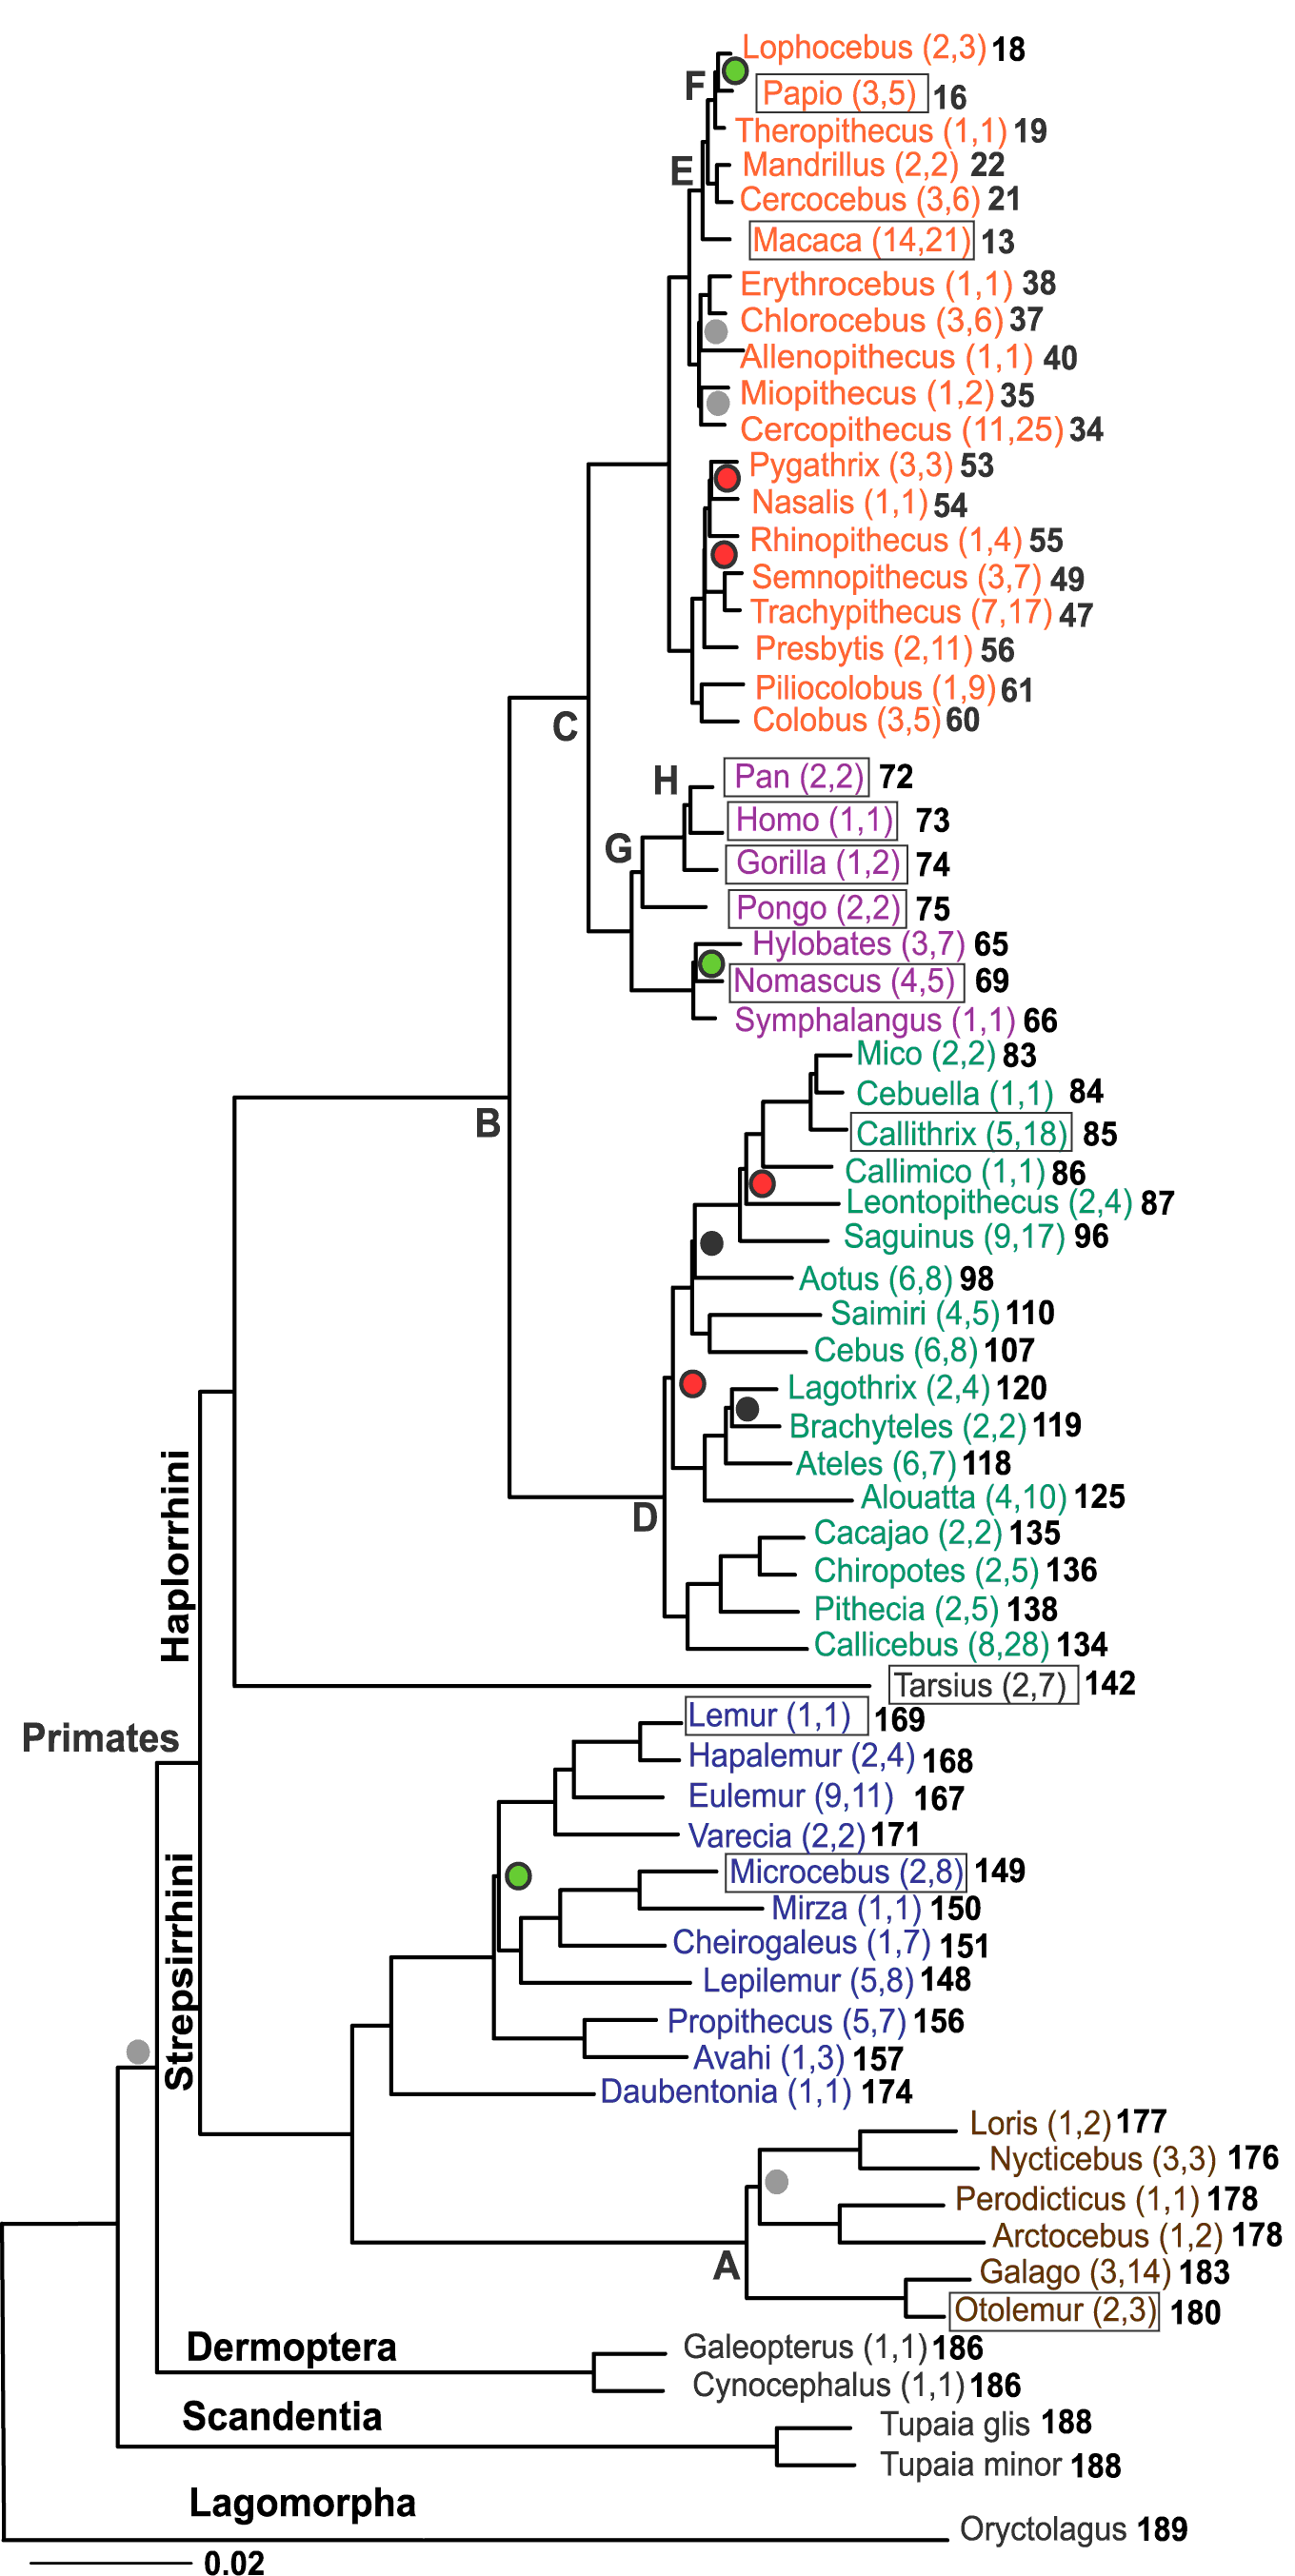 Lophocebus (2,3) 18
F
Papio (3,5) 16
Theropithecus (1,1) 19
E
Mandrillus (2,2) 22
Cercocebus (3,6) 21
Macaca (14,21) 13
Erythrocebus (1,1) 38
Chlorocebus (3,6) 37
Allenopithecus (1,1) 40
Miopithecus (1,2) 35
Cercopithecus (11,25) 34
Pygathrix (3,3) 53
Nasalis (1,1) 54
Rhinopithecus (1,4) 55
Semnopithecus (3,7) 49
Trachypithecus (7,17) 47
Presbytis (2,11) 56
Piliocolobus (1,9) 61
Colobus (3,5) 60
C
H
Pan (2,2) 72
Homo (1,1) 73
G
Gorilla (1,2) 74
Pongo (2,2) 75
Hylobates (3,7) 65
Nomascus (4,5) 69
Symphalangus (1,1) 66
Mico (2,2) 83
Cebuella (1,1) 84
B
Callithrix (5,18) 85
Callimico (1,1) 86
Leontopithecus (2,4) 87
Saguinus (9,17) 96
Aotus (6,8) 98
Saimiri (4,5) 110
Cebus (6,8) 107
Lagothrix (2,4) 120
Brachyteles (2,2) 119
Ateles (6,7) 118
Alouatta (4,10) 125
D
Cacajao (2,2) 135
Chiropotes (2,5) 136
Haplorrhini
Pithecia (2,5) 138
Callicebus (8,28) 134
Tarsius (2,7) 142
Lemur (1,1) 169
Primates
Hapalemur (2,4) 168
Eulemur (9,11) 167
Varecia (2,2) 171
Microcebus (2,8) 149
Mirza (1,1) 150
Cheirogaleus (1,7) 151
Strepsirrhini
Lepilemur (5,8) 148
Propithecus (5,7) 156
Avahi (1,3) 157
Daubentonia (1,1) 174
Loris (1,2) 177
Nycticebus (3,3) 176
Perodicticus (1,1) 178
Arctocebus (1,2) 178
A
Galago (3,14) 183
Otolemur (2,3) 180
Dermoptera
Galeopterus (1,1) 186
Cynocephalus (1,1) 186
Scandentia
Tupaia glis 188
Tupaia minor 188
Lagomorpha
Oryctolagus 189
0.02